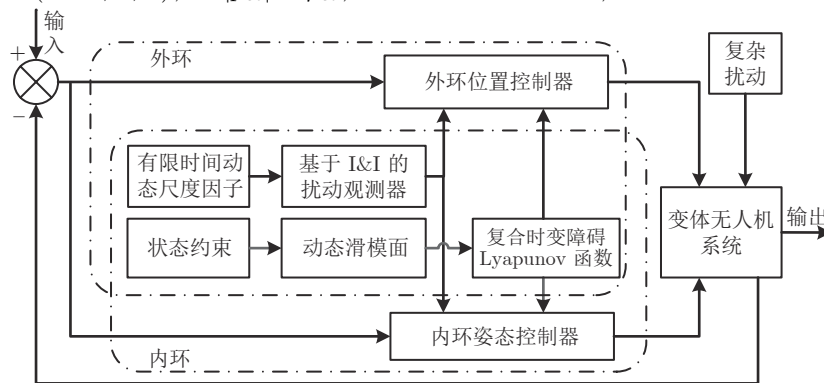 输
入
+
−
外环
外环位置控制器
复杂
扰动
有限时间动
态尺度因子
基于 I&I 的
扰动观测器
状态约束
动态滑模面
复合时变障碍
Lyapunov 函数
变体无人机
系统
输出
内环姿态控制器
内环